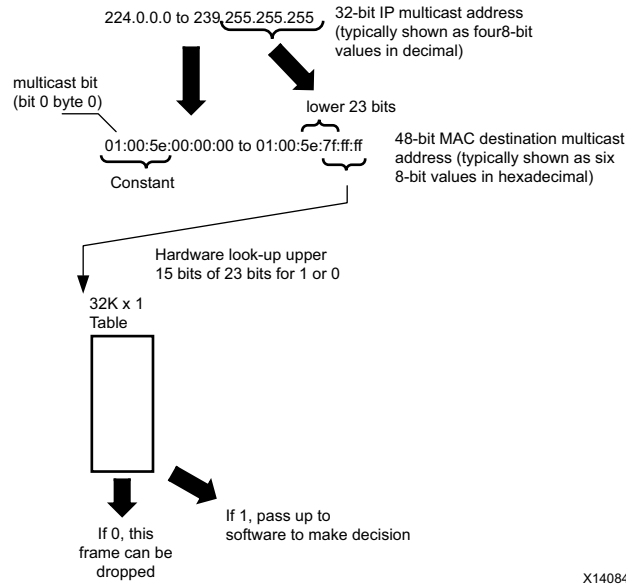 224.0.0.0 to 239.255.255.255
32-bit IP multicast address
(typically shown as four8-bit
values in decimal)
multicast bit
(bit 0 byte 0)
lower 23 bits
01:00:5e:00:00:00 to 01:00:5e:7f:ff:ff
48-bit MAC destination multicast
address (typically shown as six
8-bit values in hexadecimal)
Constant
Hardware look-up upper
15 bits of 23 bits for 1 or 0
32K x 1
Table
If 1, pass up to
software to make decision
If 0, this
frame can be
dropped
X14084